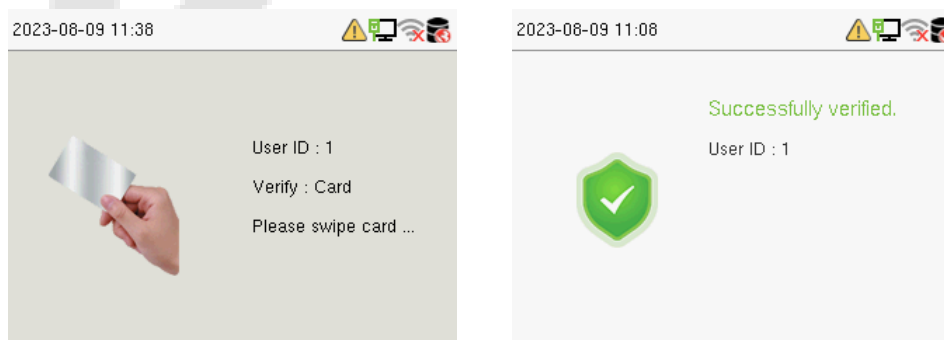 2023-08-09 11:38
User ID : 1
Verify : Card
Please swipe card ...
2023-08-09 11:08
Successfully verified.
User ID : 1